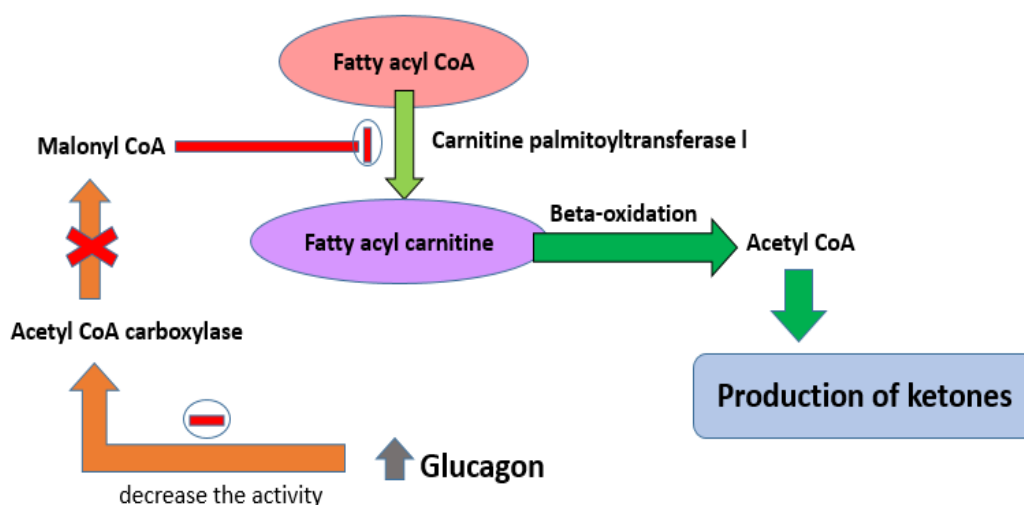 Fatty acyl CoA
Malonyl CoA
Carnitine palmitoyltransferase l
Fatty acyl carnitine
Beta-oxidation
Acetyl CoA
Acetyl CoA carboxylase
Production of ketones
Glucagon
decrease the activity